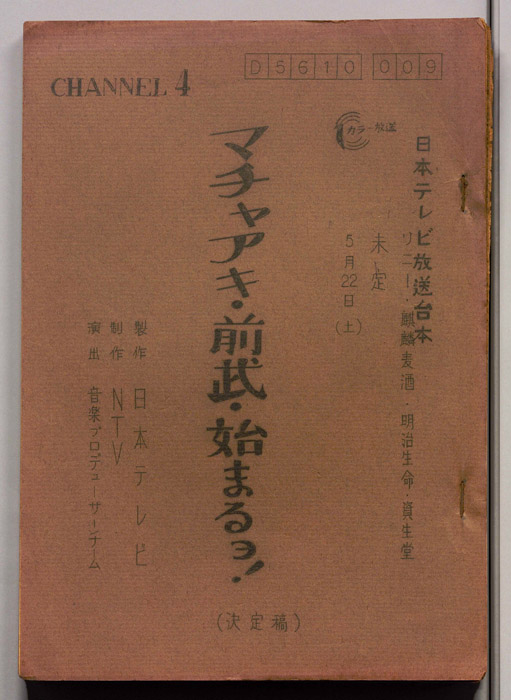 D5610 009
CHANNEL 4
カラー放送
日本テレビ放送台本
リニー・麒麟麦酒・明治生命・資生堂
未定
5月22日(土)
マチャアキ・前武・始まるョ!
(決定稿)
製作 日本テレビ
制作 NTV
演出 音楽プロデューサーチーム